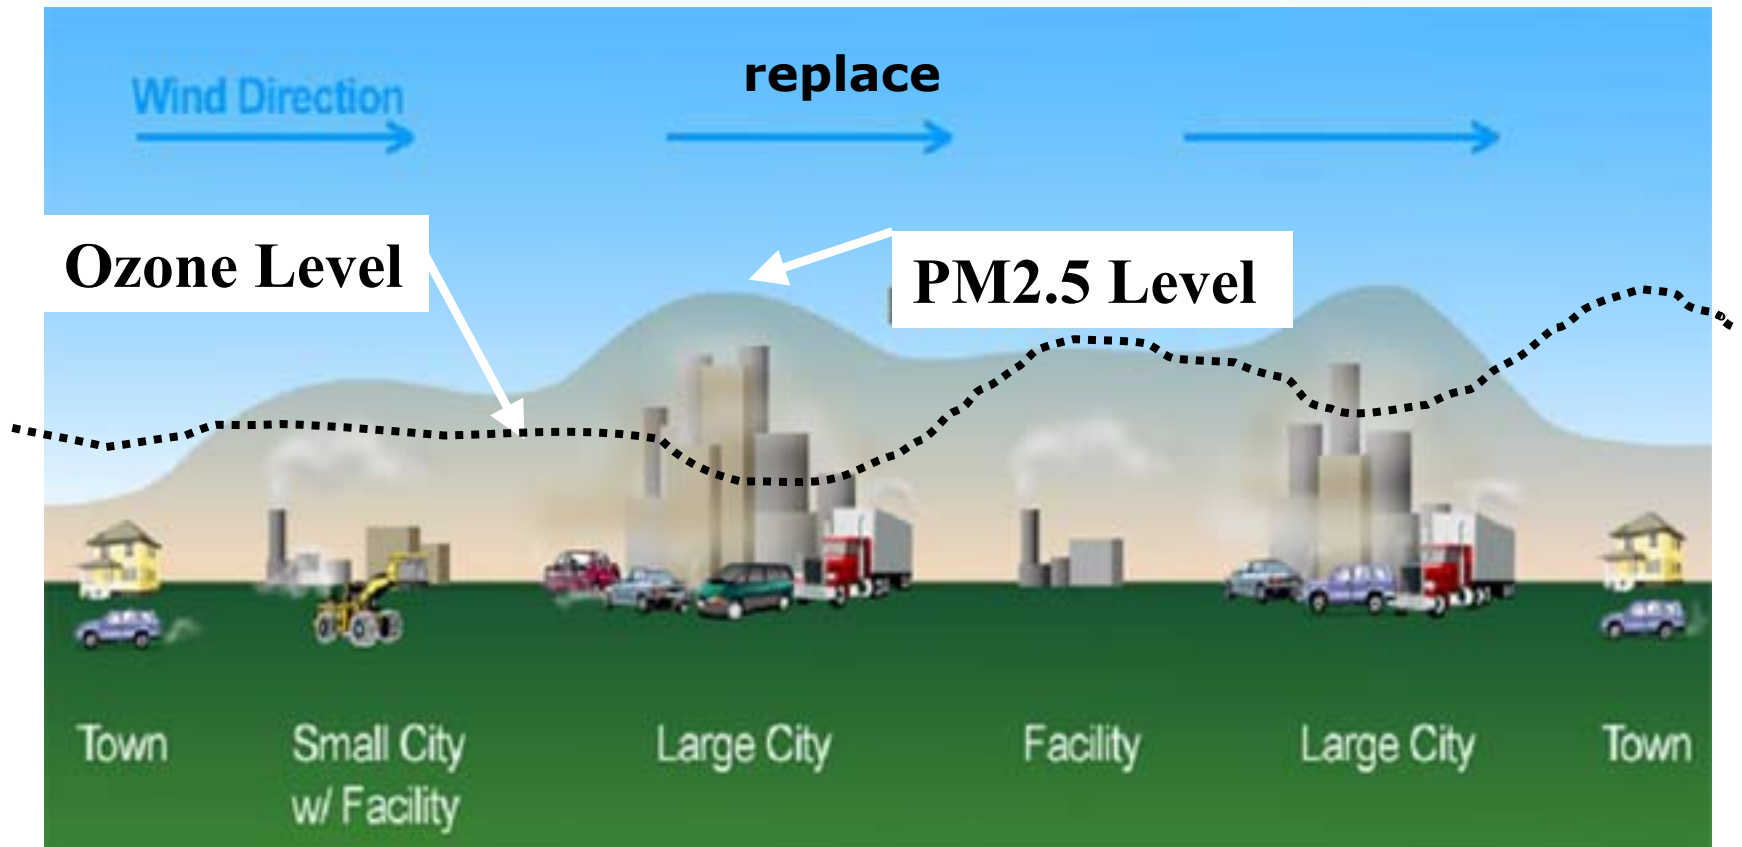 replace
Wind Direction
Ozone Level
PM2.5 Level
Town
Small City
w/ Facility
Large City
Facility
Large City
Town